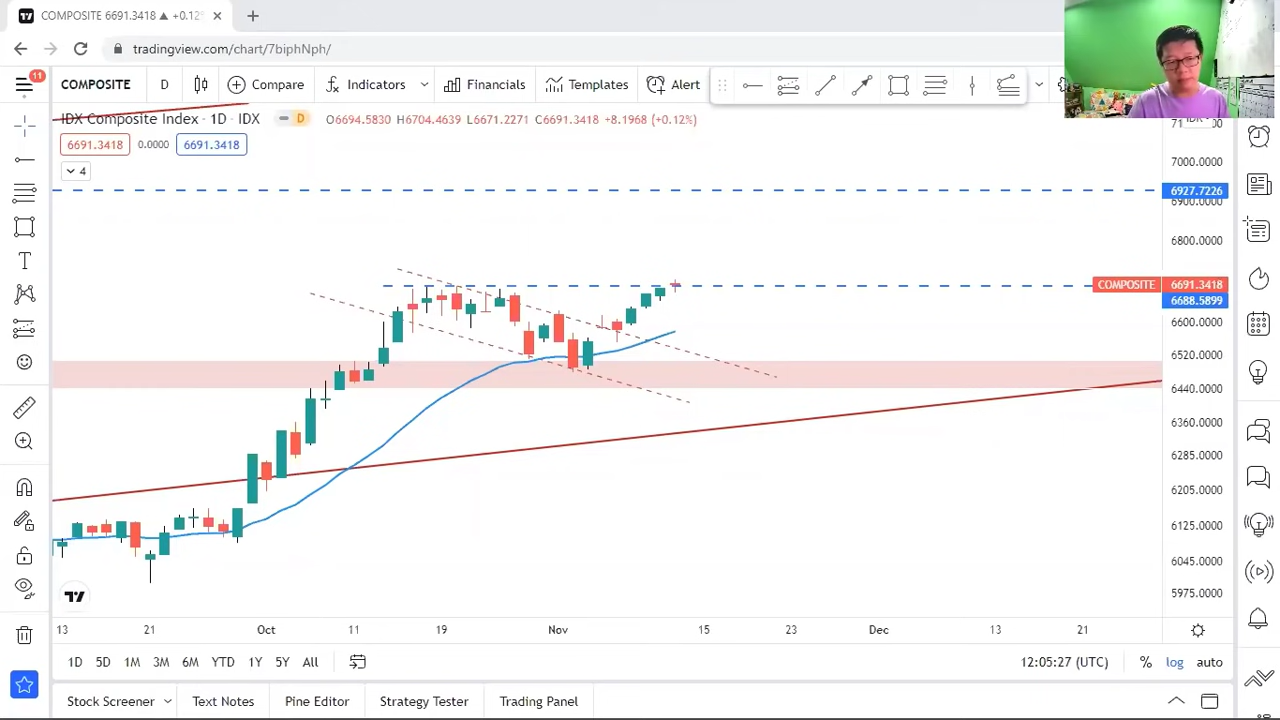 COMPOSITE 6691.3418 ▲ +0.12%
tradingview.com/chart/7biphNph/
11
COMPOSITE D Compare Indicators Financials Templates Alert
IDX Composite Index · 1D · IDX D O6694.5830 H6704.4639 L6671.2271 C6691.3418 +8.1968 (+0.12%)
6691.3418 0.0000 6691.3418
4
7000.0000
6927.7226
6900.0000
6800.0000
COMPOSITE 6691.3418
6688.5899
6600.0000
6520.0000
6440.0000
6360.0000
6285.0000
6205.0000
6125.0000
6045.0000
5975.0000
13 21 Oct 11 19 Nov 15 23 Dec 13 21
1D 5D 1M 3M 6M YTD 1Y 5Y All 12:05:27 (UTC) % log auto
Stock Screener Text Notes Pine Editor Strategy Tester Trading Panel